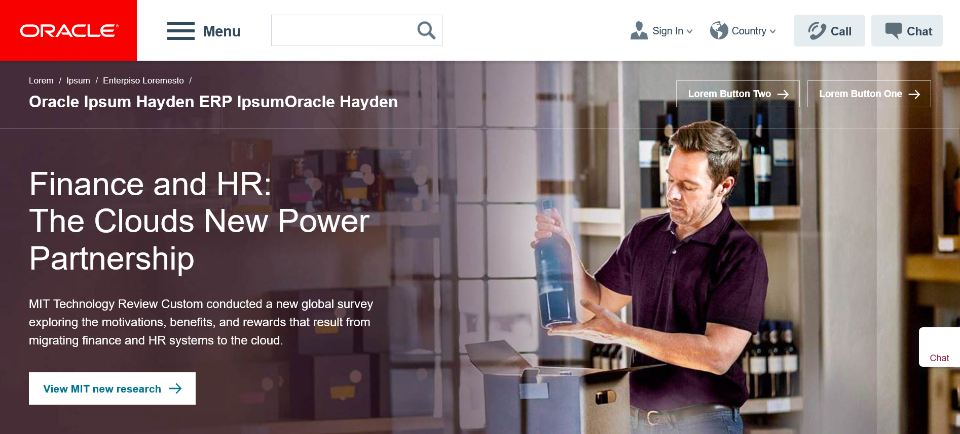 ORACLE
Menu
Sign In
Country
Call
Chat
Lorem / Ipsum / Enterpiso Loremesto /
Oracle Ipsum Hayden ERP IpsumOracle Hayden
Lorem Button Two
Lorem Button One
Finance and HR:
The Clouds New Power
Partnership
MIT Technology Review Custom conducted a new global survey
exploring the motivations, benefits, and rewards that result from
migrating finance and HR systems to the cloud.
View MIT new research
Chat